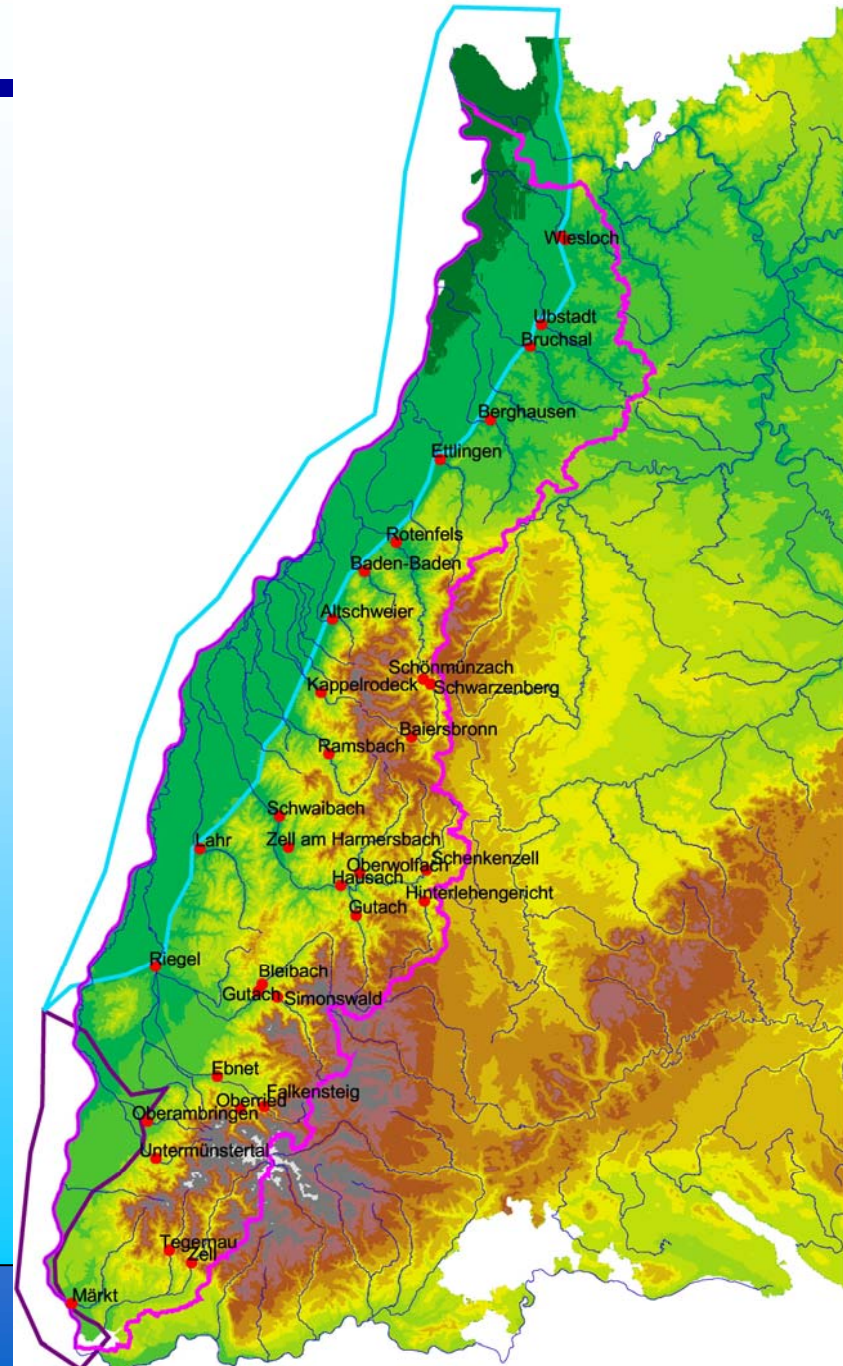 Wiesloch
Ubstadt
Bruchsal
Berghausen
Ettlingen
Rotenfels
Baden-Baden
Altschweier
Schönmünzach
Kappelrodeck
Schwarzenberg
Baiersbronn
Ramsbach
Schwaibach
Lahr
Zell am Harmersbach
Oberwolfach
Schenkenzell
Hausach
Hinterlehengericht
Gutach
Riegel
Bleibach
Gutach
Simonswald
Ebnet
Oberried
Falkensteig
Oberambringen
Untermünstertal
Tegernau
Zell
Märkt